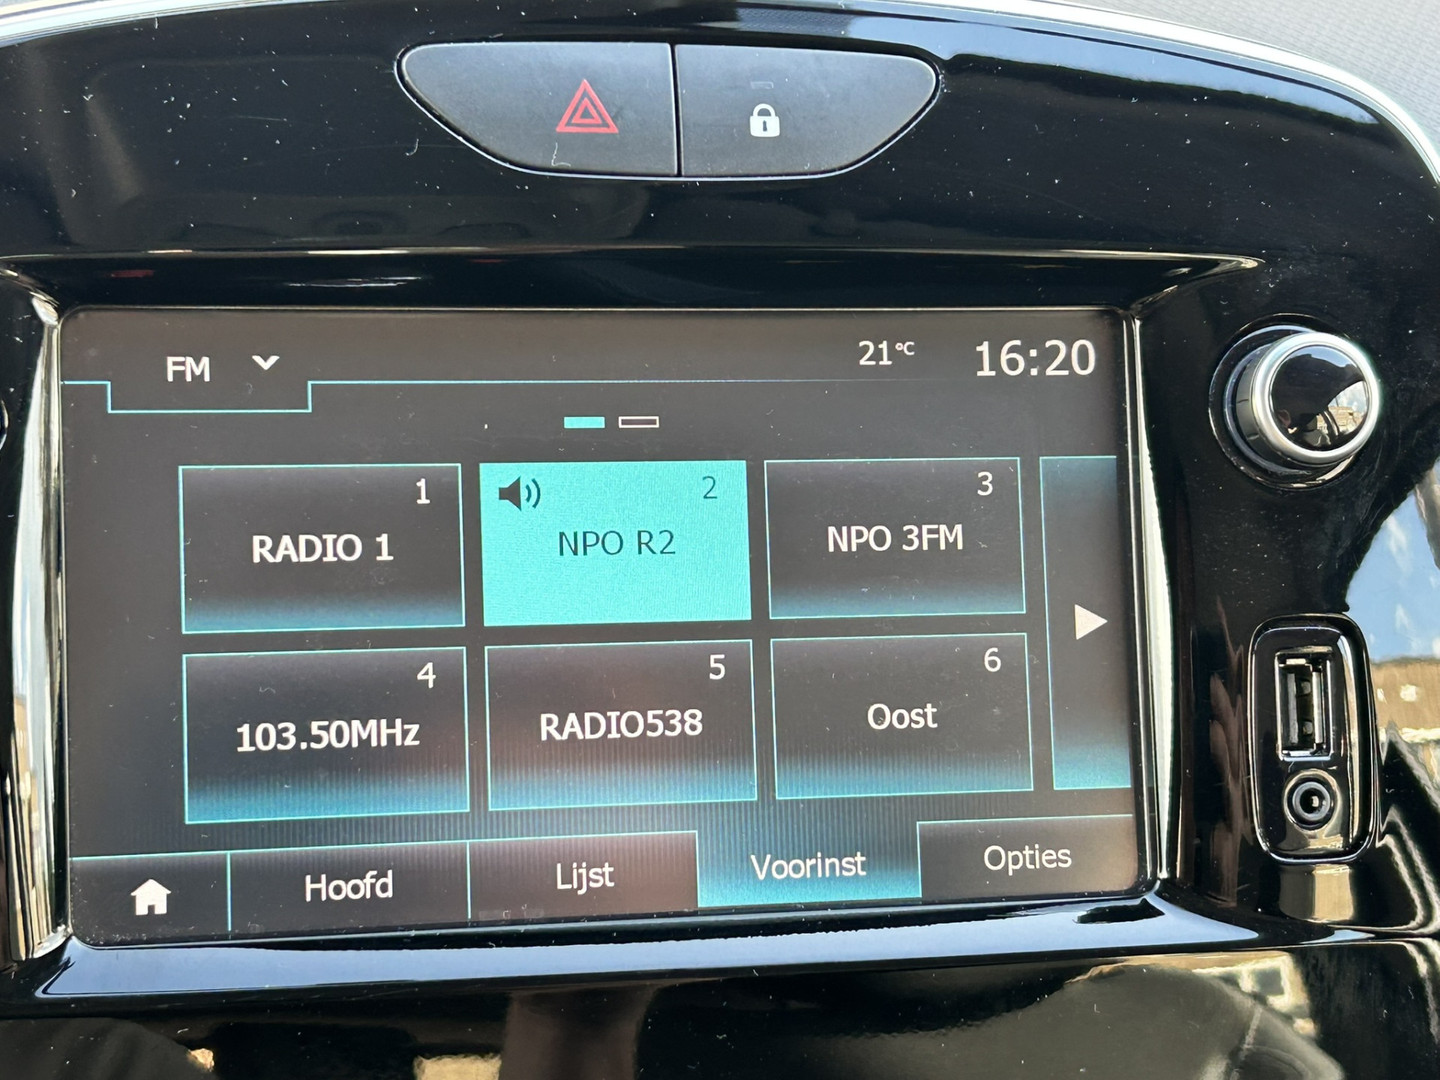 FM
21°C
16:20
1
RADIO 1
2
NPO R2
3
NPO 3FM
4
103.50MHz
5
RADIO538
6
Oost
Hoofd
Lijst
Voorinst
Opties